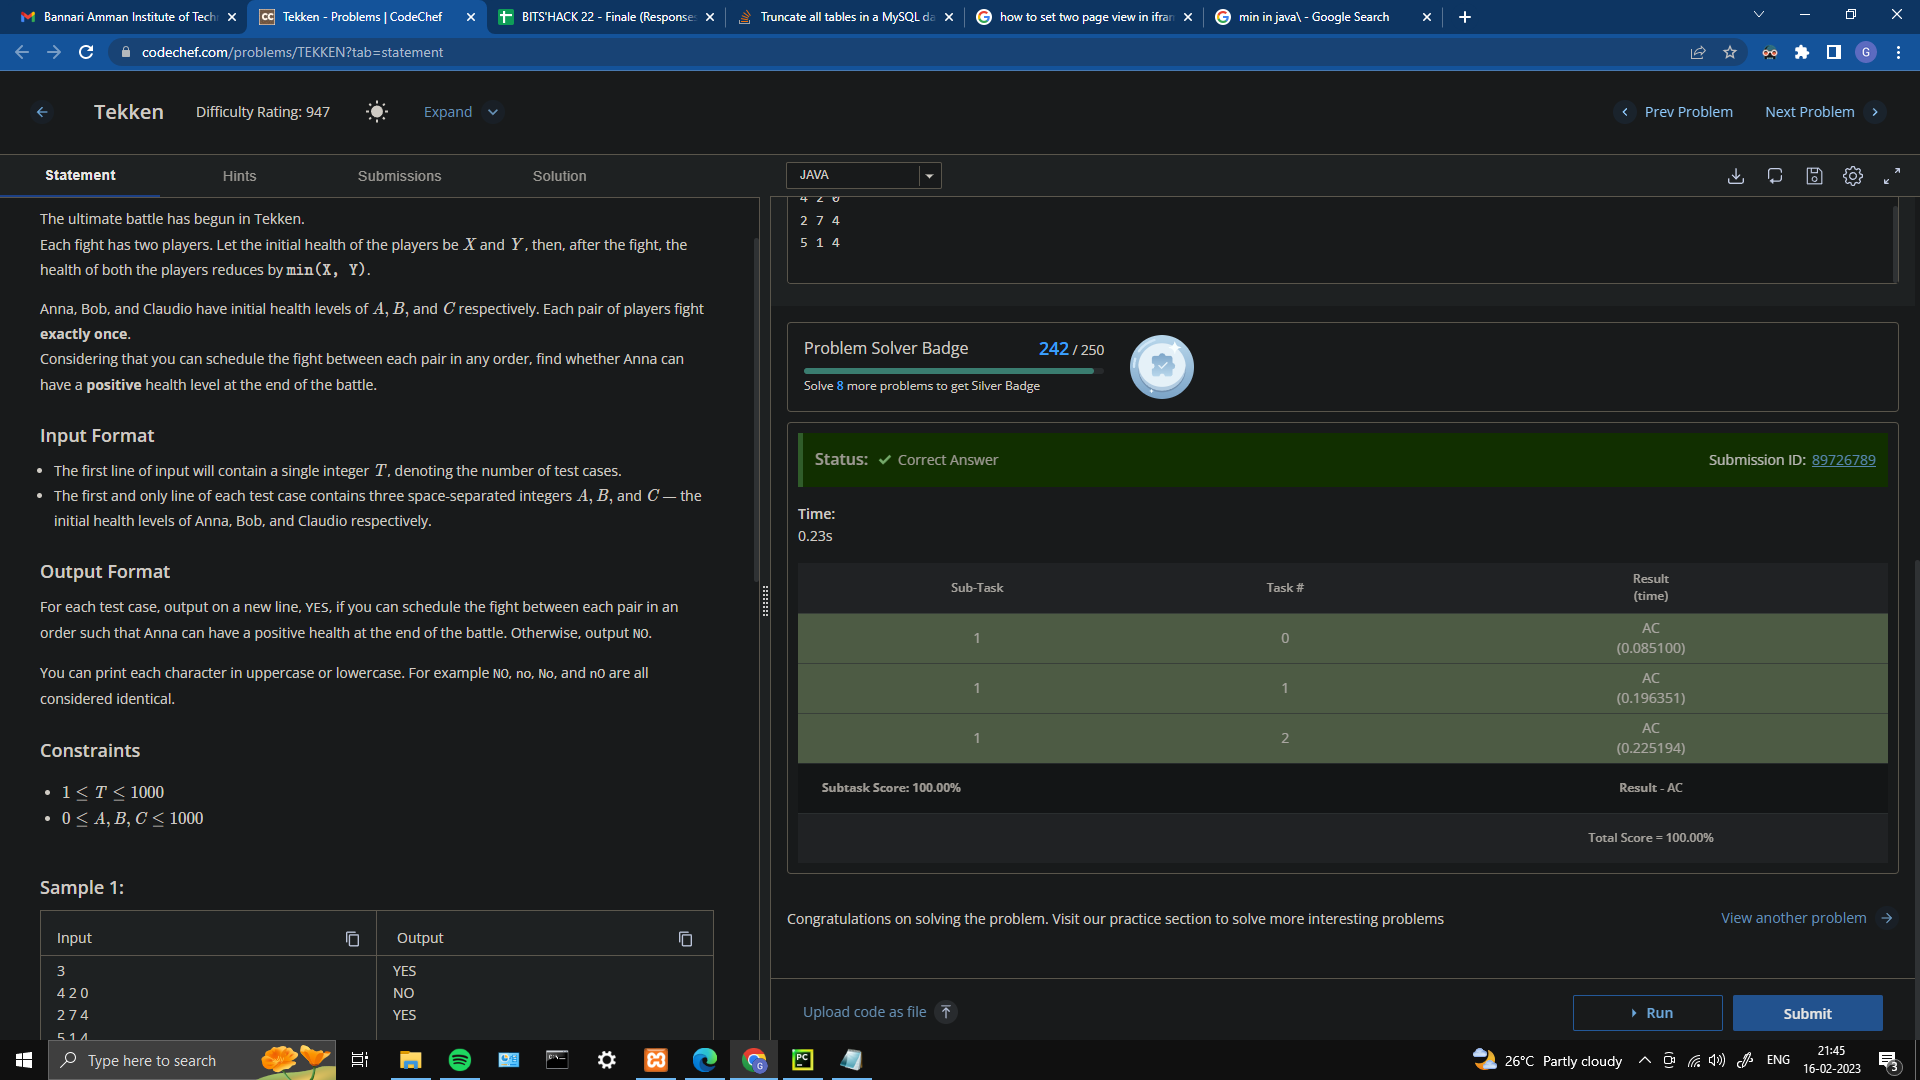 Bannari Amman Institute of Techn
Tekken - Problems | CodeChef
BITS'HACK 22 - Finale (Responses
Truncate all tables in a MySQL da
how to set two page view in ifran
min in java\ - Google Search
codechef.com/problems/TEKKEN?tab=statement
G
Tekken
Difficulty Rating: 947
Expand
Prev Problem
Next Problem
Statement
Hints
Submissions
Solution
JAVA
The ultimate battle has begun in Tekken.
Each fight has two players. Let the initial health of the players be X and Y, then, after the fight, the
health of both the players reduces by min(X, Y).
Anna, Bob, and Claudio have initial health levels of A, B, and C respectively. Each pair of players fight
exactly once.
Considering that you can schedule the fight between each pair in any order, find whether Anna can
have a positive health level at the end of the battle.
Input Format
• The first line of input will contain a single integer T, denoting the number of test cases.
• The first and only line of each test case contains three space-separated integers A, B, and C — the
initial health levels of Anna, Bob, and Claudio respectively.
Output Format
For each test case, output on a new line, YES, if you can schedule the fight between each pair in an
order such that Anna can have a positive health at the end of the battle. Otherwise, output NO.
You can print each character in uppercase or lowercase. For example NO, no, No, and nO are all
considered identical.
Constraints
• 1 ≤ T ≤ 1000
• 0 ≤ A, B, C ≤ 1000
Sample 1:
Input
Output
3
4 2 0
2 7 4
5 1 4
YES
NO
YES
4 2 0
2 7 4
5 1 4
Problem Solver Badge
242 / 250
Solve 8 more problems to get Silver Badge
Status: ✓ Correct Answer
Submission ID: 89726789
Time:
0.23s
Sub-Task
Task #
Result
(time)
1
0
AC
(0.085100)
1
1
AC
(0.196351)
1
2
AC
(0.225194)
Subtask Score: 100.00%
Result - AC
Total Score = 100.00%
Congratulations on solving the problem. Visit our practice section to solve more interesting problems
View another problem
Upload code as file
Run
Submit
Type here to search
26°C Partly cloudy
ENG
21:45
16-02-2023
3